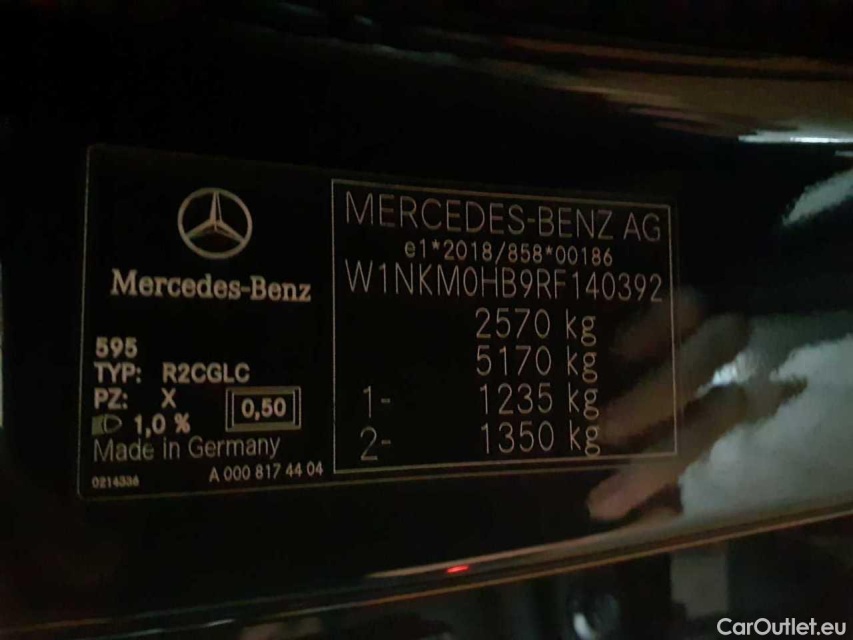 Mercedes-Benz
595
TYP: R2CGLC
PZ: X
1,0 %
0,50
Made in Germany
0214336
A 000 817 44 04
MERCEDES-BENZ AG
e1*2018/858*00186
W1NKM0HB9RF140392
2570 kg
5170 kg
1- 1235 kg
2- 1350 kg
CarOutlet.eu